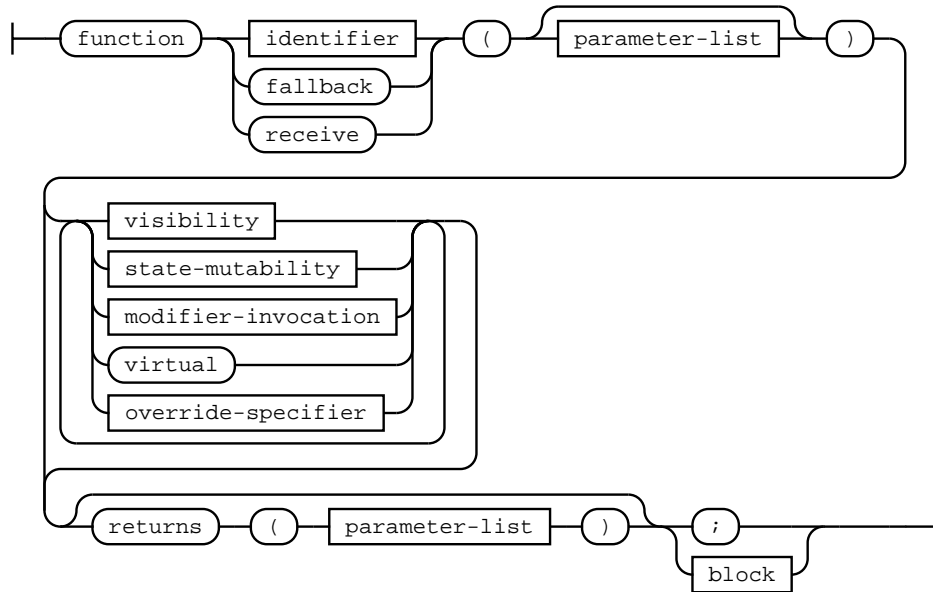 function identifier ( parameter-list )
fallback
receive
visibility
state-mutability
modifier-invocation
virtual
override-specifier
returns ( parameter-list ) ;
block